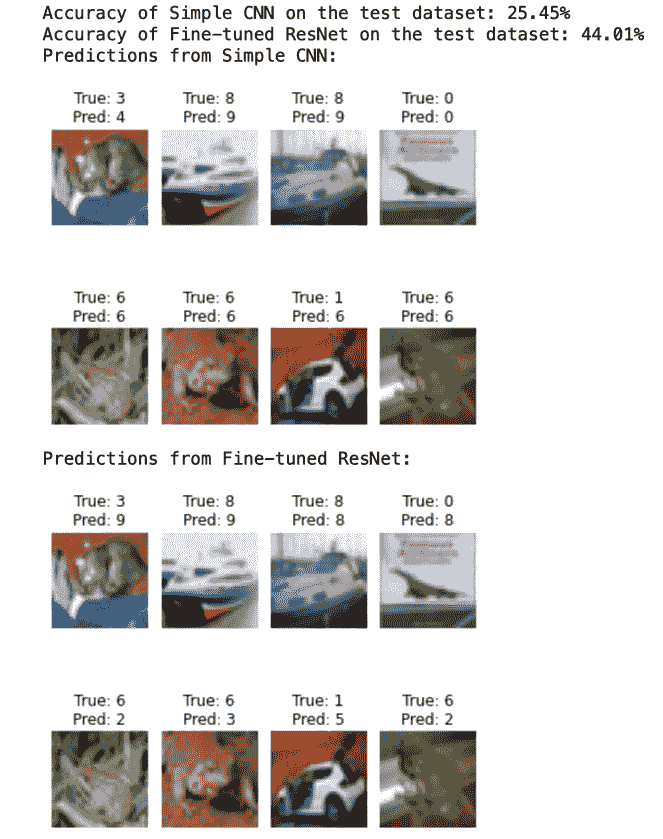 Accuracy of Simple CNN on the test dataset: 25.45%
Accuracy of Fine-tuned ResNet on the test dataset: 44.01%
Predictions from Simple CNN:
True: 3 True: 8 True: 8 True: 0
Pred: 4 Pred: 9 Pred: 9 Pred: 0
True: 6 True: 6 True: 1 True: 6
Pred: 6 Pred: 6 Pred: 6 Pred: 6
Predictions from Fine-tuned ResNet:
True: 3 True: 8 True: 8 True: 0
Pred: 9 Pred: 9 Pred: 8 Pred: 8
True: 6 True: 6 True: 1 True: 6
Pred: 2 Pred: 3 Pred: 5 Pred: 2